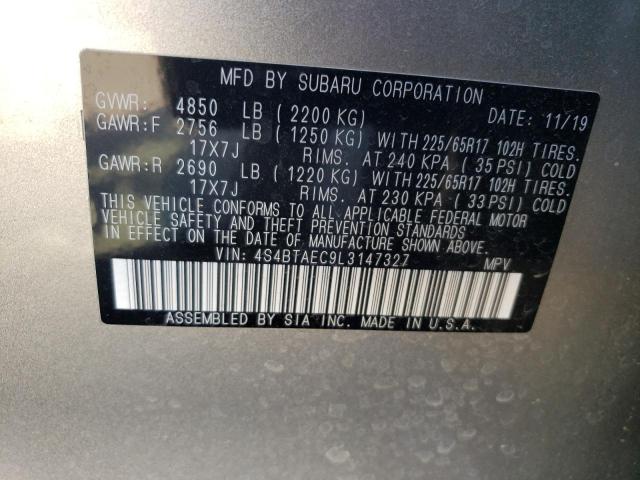 MFD BY SUBARU CORPORATION
GVWR: 4850 LB (2200 KG) DATE: 11/19
GAWR:F 2756 LB (1250 KG) WITH 225/65R17 102H TIRES.
17X7J RIMS. AT 240 KPA (35 PSI) COLD
GAWR:R 2690 LB (1220 KG) WITH 225/65R17 102H TIRES.
17X7J RIMS. AT 230 KPA (33 PSI) COLD
THIS VEHICLE CONFORMS TO ALL APPLICABLE FEDERAL MOTOR
VEHICLE SAFETY AND THEFT PREVENTION STANDARDS
IN EFFECT ON THE DATE OF MANUFACTURE SHOWN ABOVE.
VIN: 4S4BTAEC9L3147327 MPV
ASSEMBLED BY SIA INC. MADE IN U.S.A.